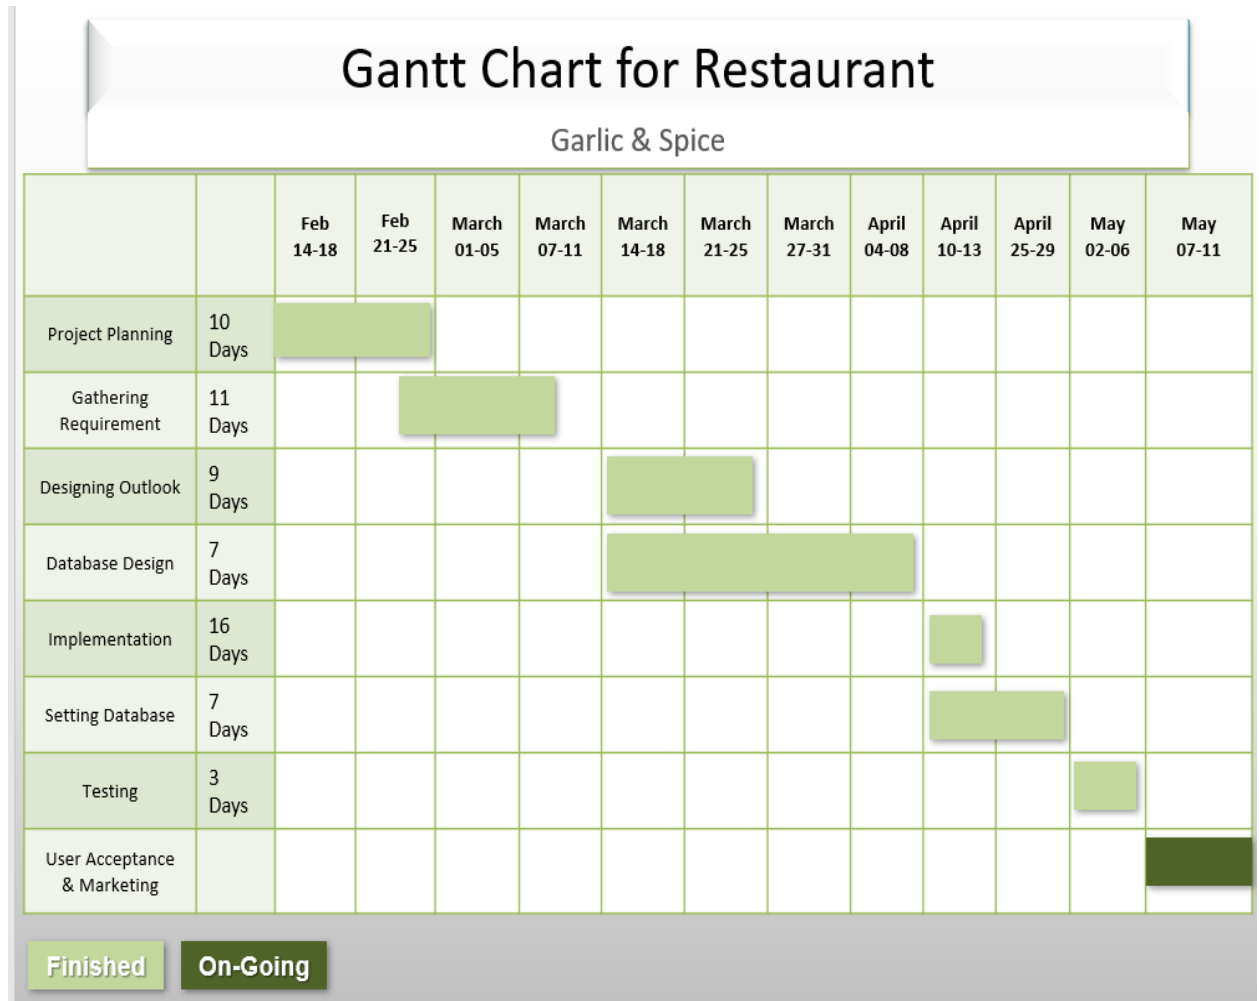 Gantt Chart for Restaurant
Garlic & Spice
Feb
14-18
Feb
21-25
March
01-05
March
07-11
March
14-18
March
21-25
March
27-31
April
04-08
April
10-13
April
25-29
May
02-06
May
07-11
Project Planning
10
Days
Gathering
Requirement
11
Days
Designing Outlook
9
Days
Database Design
7
Days
Implementation
16
Days
Setting Database
7
Days
Testing
3
Days
User Acceptance
& Marketing
Finished
On-Going